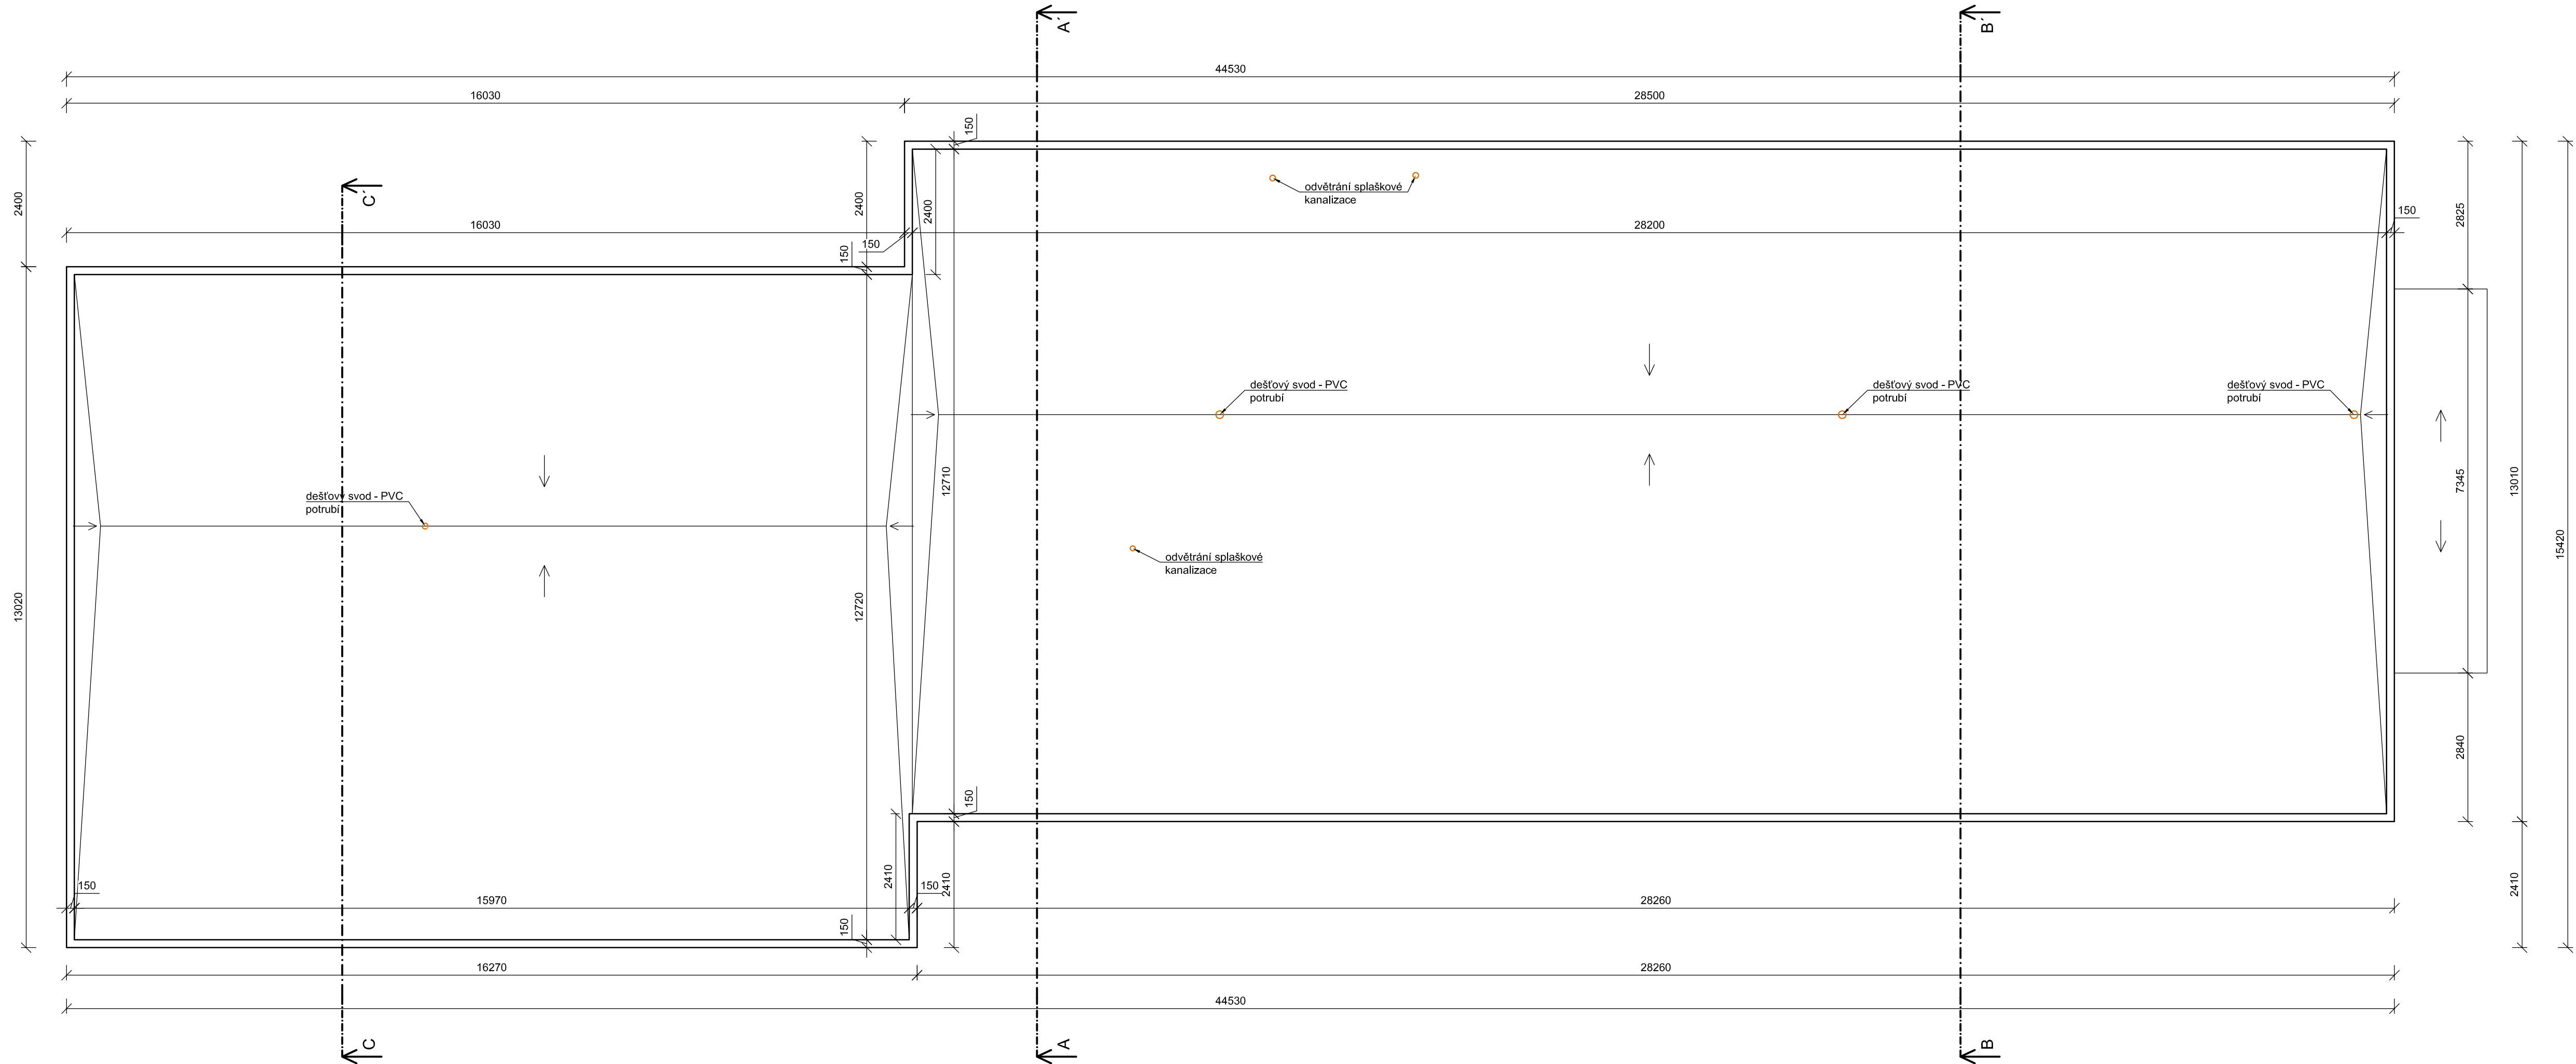 A´
B´
44530
16030
28500
150
C´
2400
2400
2400
odvětrání splaškové
kanalizace
16030
150
150
28200
150
2825
dešťový svod - PVC
potrubí
dešťový svod - PVC
potrubí
dešťový svod - PVC
potrubí
dešťový svod - PVC
potrubí
12710
7345
13010
15420
odvětrání splaškové
kanalizace
13020
12720
150
2840
2410
150
150
2410
2410
15970
28260
150
16270
28260
44530
C
A
B